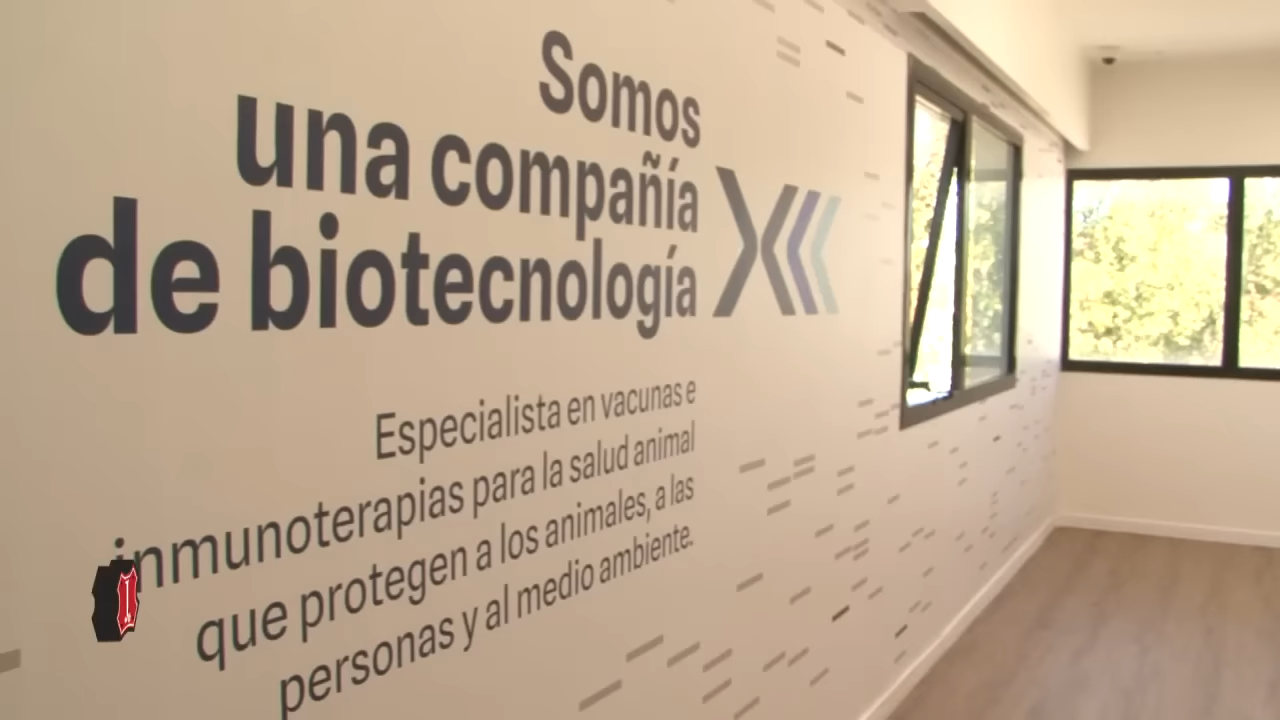 Somos
una compañía
de biotecnología
Especialista en vacunas e
inmunoterapias para la salud animal
que protegen a los animales, a las
personas y al medio ambiente.